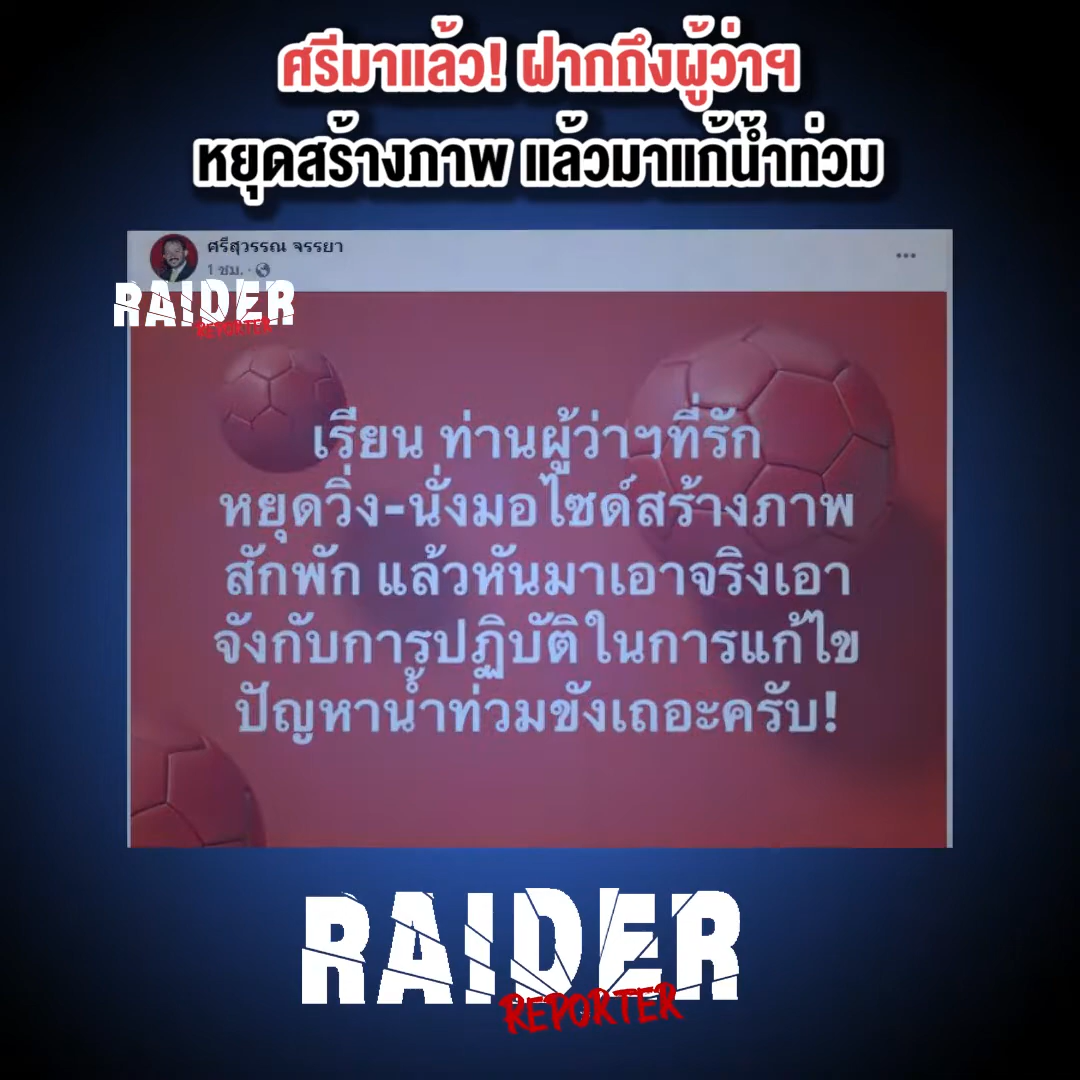 ศรีมาแล้ว! ฝากถึงผู้ว่าฯ
หยุดสร้างภาพ แล้วมาแก้น้ำท่วม
ศรีสุวรรณ จรรยา
1 ชม.
RAIDER
REPORTER
เรียน ท่านผู้ว่าฯที่รัก
หยุดวิ่ง-นั่งมอไซด์สร้างภาพ
สักพัก แล้วหันมาเอาจริงเอา
จังกับการปฏิบัติในการแก้ไข
ปัญหาน้ำท่วมขังเถอะครับ!
RAIDER
REPORTER